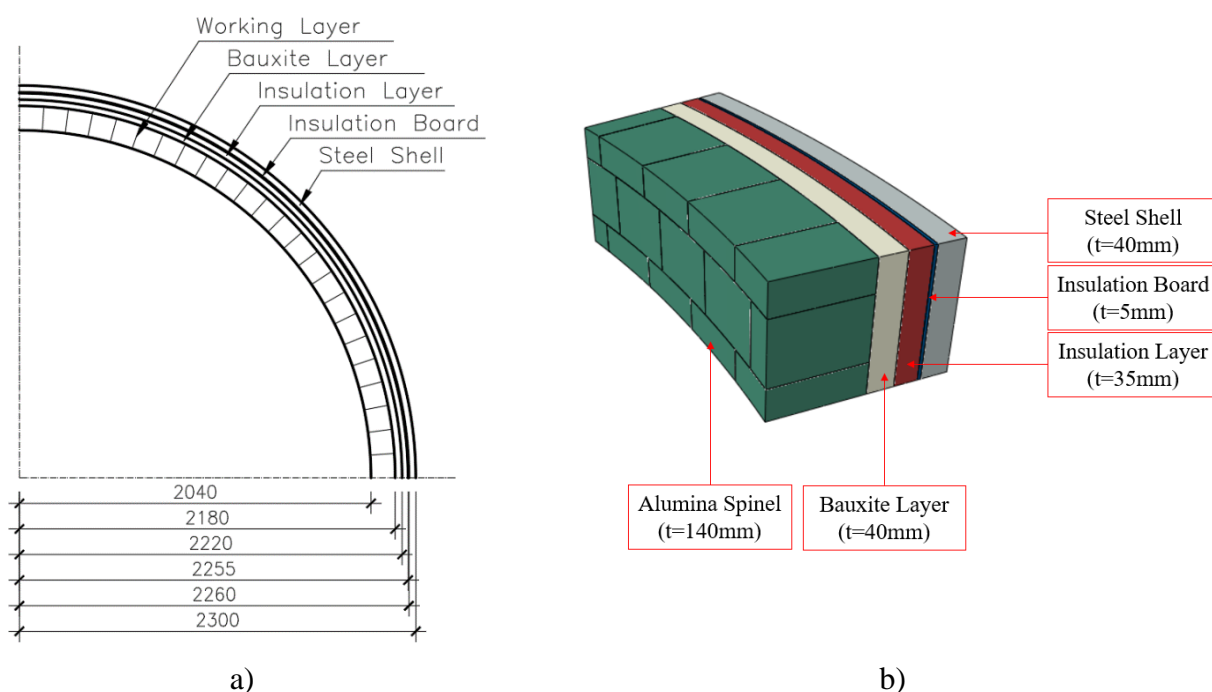 Working Layer
Bauxite Layer
Insulation Layer
Insulation Board
Steel Shell
2040
2180
2220
2255
2260
2300
a)
Steel Shell
(t=40mm)
Insulation Board
(t=5mm)
Insulation Layer
(t=35mm)
Alumina Spinel
(t=140mm)
Bauxite Layer
(t=40mm)
b)